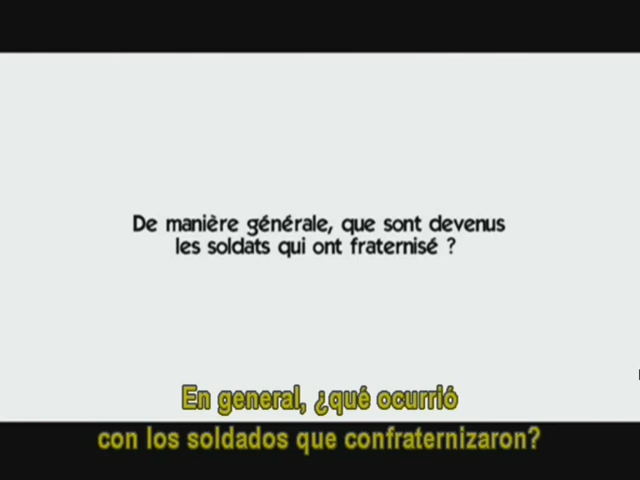 De manière générale, que sont devenus
les soldats qui ont fraternisé ?
En general, ¿qué ocurrió
con los soldados que confraternizaron?